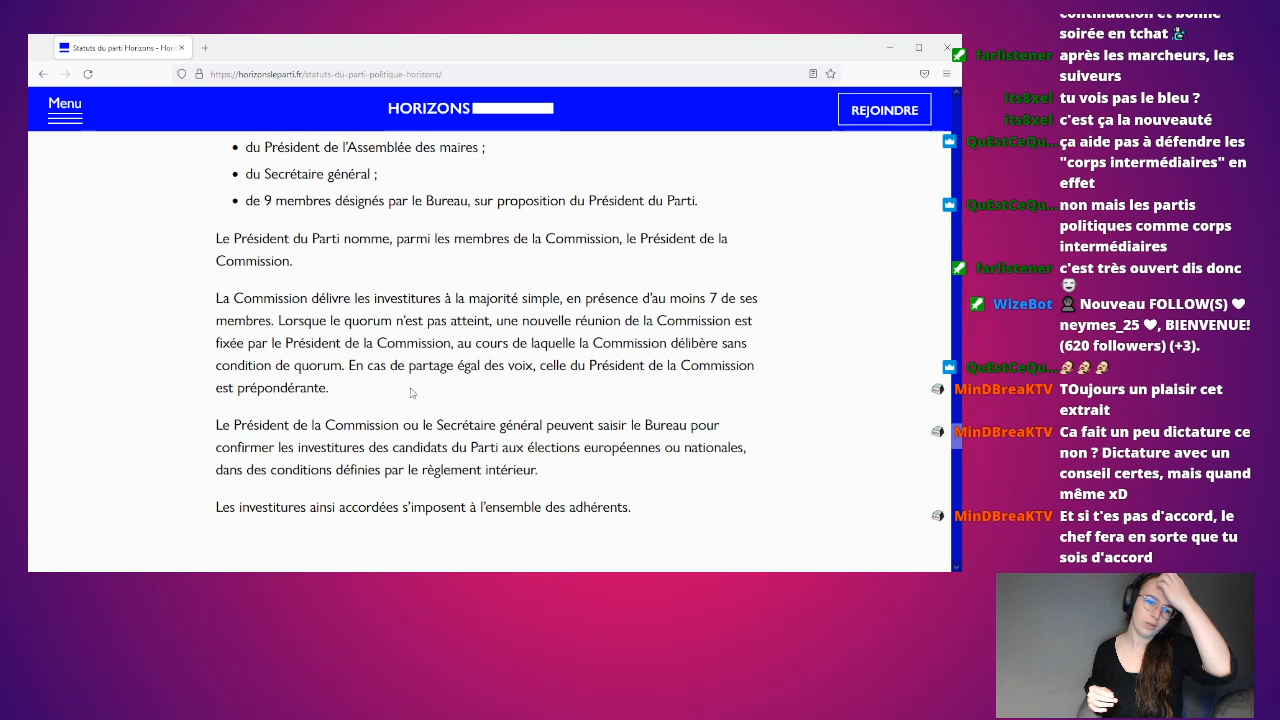 Statuts du parti Horizons - Hori
https://horizonsleparti.fr/statuts-du-parti-politique-horizons/
Menu
HORIZONS
REJOINDRE
• du Président de l’Assemblée des maires ;
• du Secrétaire général ;
• de 9 membres désignés par le Bureau, sur proposition du Président du Parti.
Le Président du Parti nomme, parmi les membres de la Commission, le Président de la
Commission.
La Commission délivre les investitures à la majorité simple, en présence d’au moins 7 de ses
membres. Lorsque le quorum n’est pas atteint, une nouvelle réunion de la Commission est
fixée par le Président de la Commission, au cours de laquelle la Commission délibère sans
condition de quorum. En cas de partage égal des voix, celle du Président de la Commission
est prépondérante.
Le Président de la Commission ou le Secrétaire général peuvent saisir le Bureau pour
confirmer les investitures des candidats du Parti aux élections européennes ou nationales,
dans des conditions définies par le règlement intérieur.
Les investitures ainsi accordées s’imposent à l’ensemble des adhérents.
continuation et bonne
soirée en tchat
farlistener après les marcheurs, les
suiveurs
its8xel tu vois pas le bleu ?
its8xel c'est ça la nouveauté
QuEstCeQu... ça aide pas à défendre les
"corps intermédiaires" en
effet
QuEstCeQu... non mais les partis
politiques comme corps
intermédiaires
farlistener c'est très ouvert dis donc
WizeBot Nouveau FOLLOW(S) ♥
neymes_25 ♥, BIENVENUE!
(620 followers) (+3).
QuEstCeQu...
MinDBreaKTV TOujours un plaisir cet
extrait
MinDBreaKTV Ca fait un peu dictature ce
non ? Dictature avec un
conseil certes, mais quand
même xD
MinDBreaKTV Et si t'es pas d'accord, le
chef fera en sorte que tu
sois d'accord